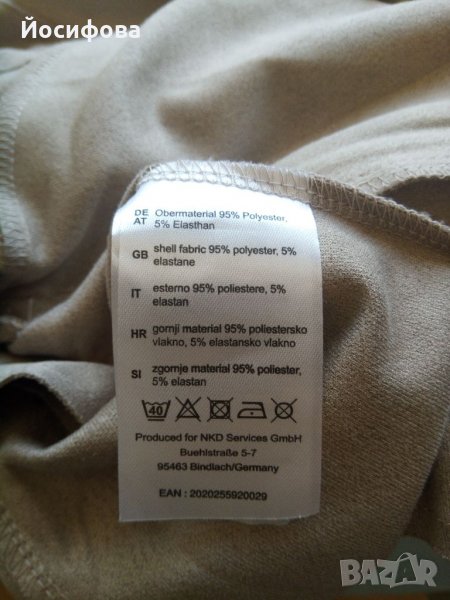 Йосифова
DE AT Obermaterial 95% Polyester,
5% Elasthan
GB shell fabric 95% polyester, 5%
elastane
IT esterno 95% poliestere, 5%
elastan
HR gornji material 95% poliestersko
vlakno, 5% elastansko vlakno
SI zgornje material 95% poliester,
5% elastan
40
Produced for NKD Services GmbH
Buehlstraße 5-7
95463 Bindlach/Germany
EAN : 2020255920029
BAZAR